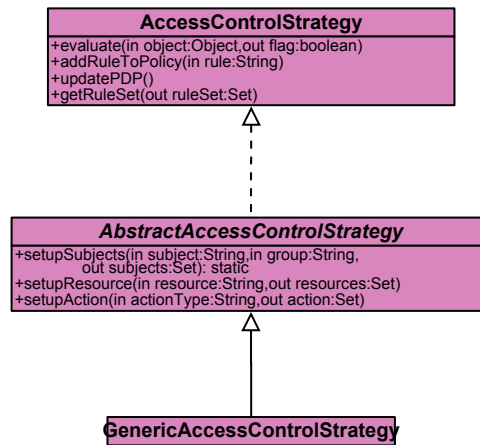 AccessControlStrategy
+evaluate(in object:Object,out flag:boolean)
+addRuleToPolicy(in rule:String)
+updatePDP()
+getRuleSet(out ruleSet:Set)
AbstractAccessControlStrategy
+setupSubjects(in subject:String,in group:String,
out subjects:Set): static
+setupResource(in resource:String,out resources:Set)
+setupAction(in actionType:String,out action:Set)
GenericAccessControlStrategy